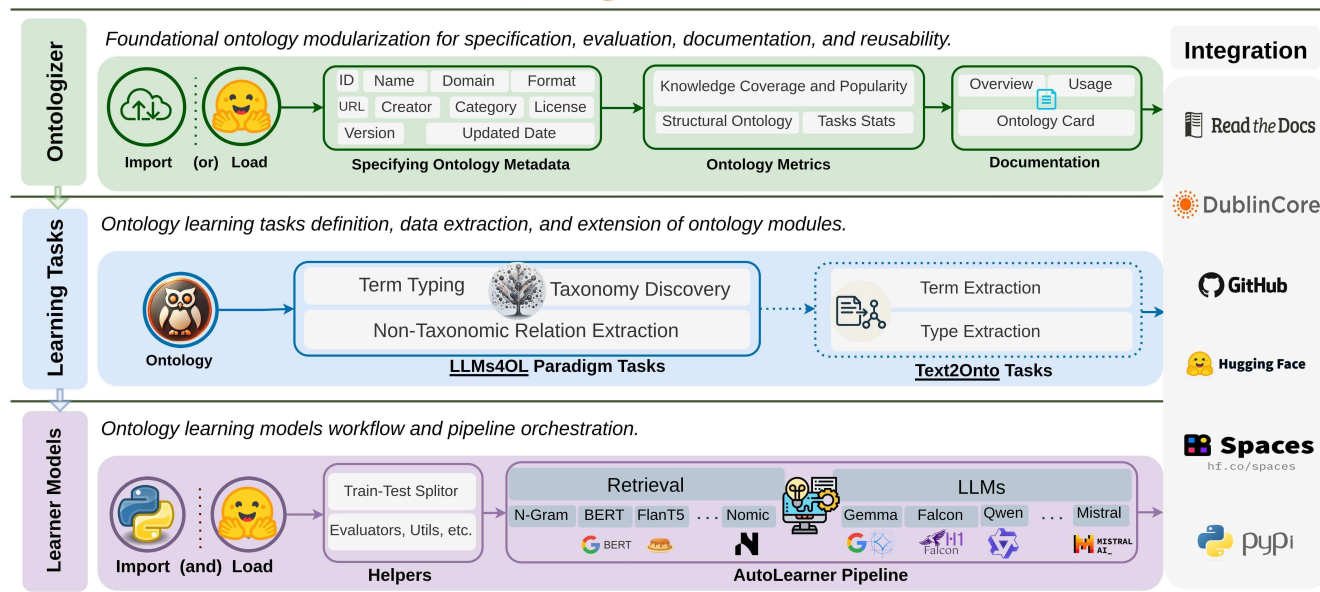 Ontologizer
Foundational ontology modularization for specification, evaluation, documentation, and reusability.
Import (or) Load
ID Name Domain Format
URL Creator Category License
Version Updated Date
Specifying Ontology Metadata
Knowledge Coverage and Popularity
Structural Ontology Tasks Stats
Ontology Metrics
Overview Usage
Ontology Card
Documentation
Learning Tasks
Ontology learning tasks definition, data extraction, and extension of ontology modules.
Ontology
Term Typing Taxonomy Discovery
Non-Taxonomic Relation Extraction
LLMs4OL Paradigm Tasks
Term Extraction
Type Extraction
Text2Onto Tasks
Learner Models
Ontology learning models workflow and pipeline orchestration.
Import (and) Load
Train-Test Splitor
Evaluators, Utils, etc.
Helpers
Retrieval
N-Gram BERT FlanT5 ... Nomic
BERT
LLMs
Gemma Falcon Qwen ... Mistral
Falcon
MISTRAL
AI_
AutoLearner Pipeline
Integration
Read the Docs
DublinCore
GitHub
Hugging Face
Spaces
hf.co/spaces
pyPi